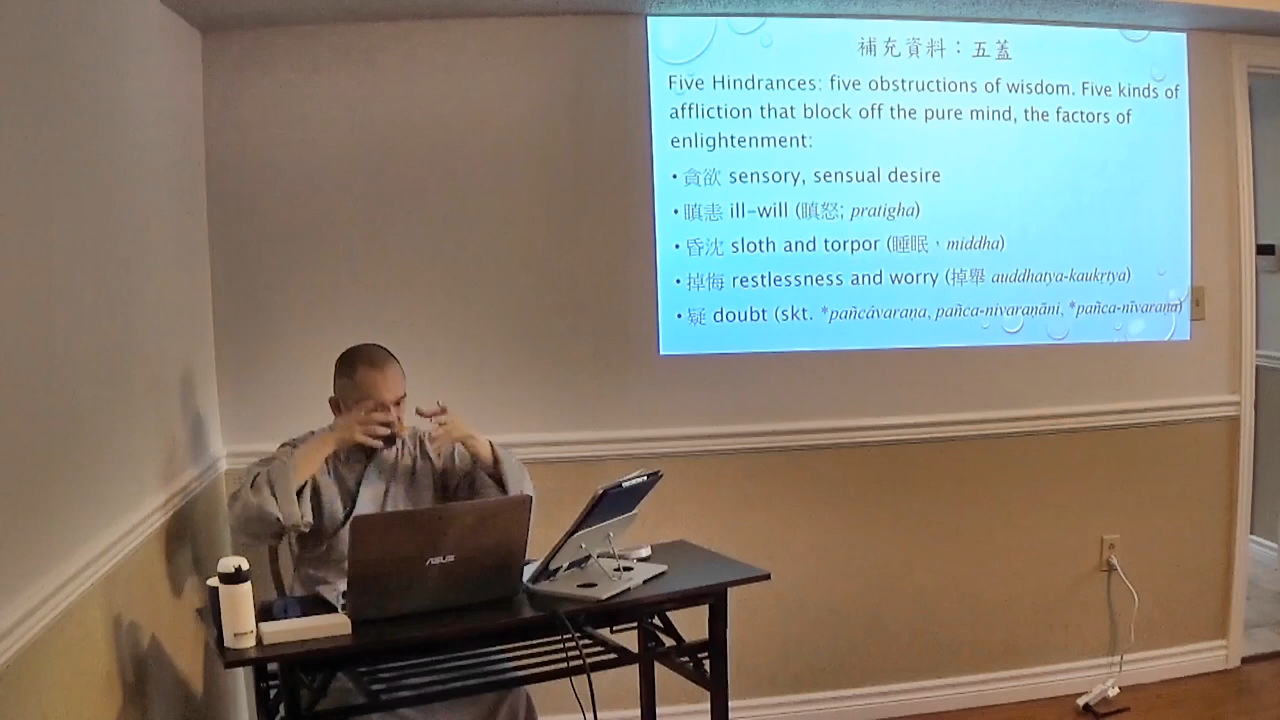 補充資料：五蓋
Five Hindrances: five obstructions of wisdom. Five kinds of
affliction that block off the pure mind, the factors of
enlightenment:
• 貪欲 sensory, sensual desire
• 瞋恚 ill-will (瞋怒; pratigha)
• 昏沈 sloth and torpor (睡眠，middha)
• 掉悔 restlessness and worry (掉舉 auddhatya-kaukṛtya)
• 疑 doubt (skt. *pañcávaraṇa, pañca-nivaraṇāni, *pañca-nīvaraṇa)
ASUS